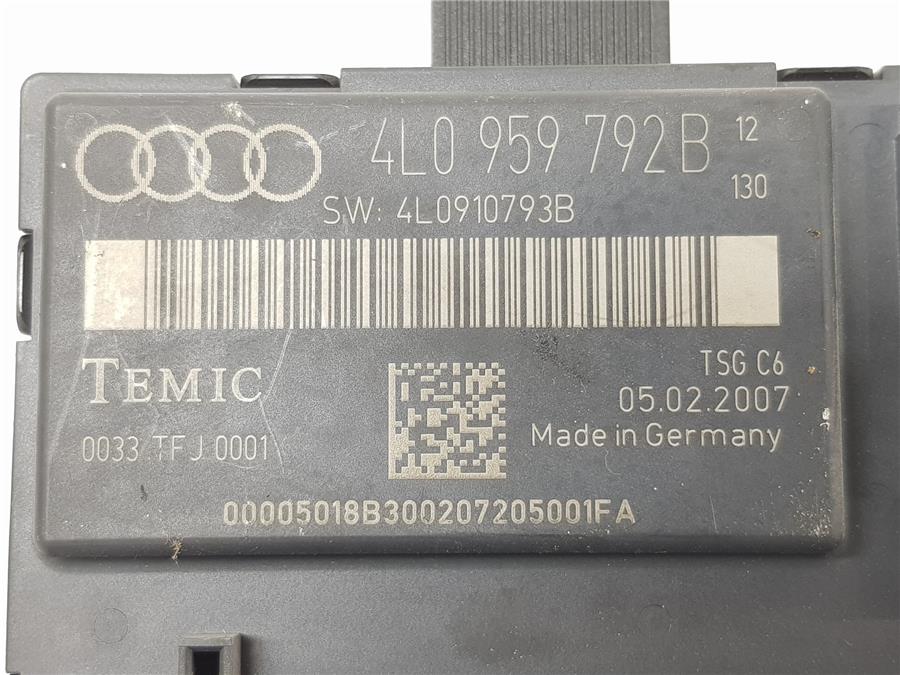 4L0 959 792B 12
130
SW: 4L0910793B
TEMIC
TSG C6
05.02.2007
0033 TFJ 0001
Made in Germany
00005018B300207205001FA